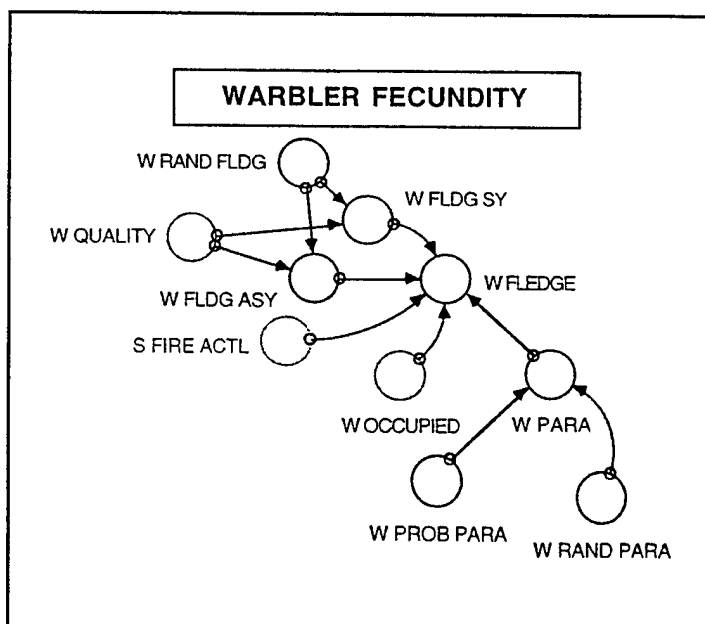 WARBLER FECUNDITY
W RAND FLDG
W FLDG SY
W QUALITY
W FLDG ASY
W FLEDGE
S FIRE ACTL
W OCCUPIED
W PARA
W PROB PARA
W RAND PARA